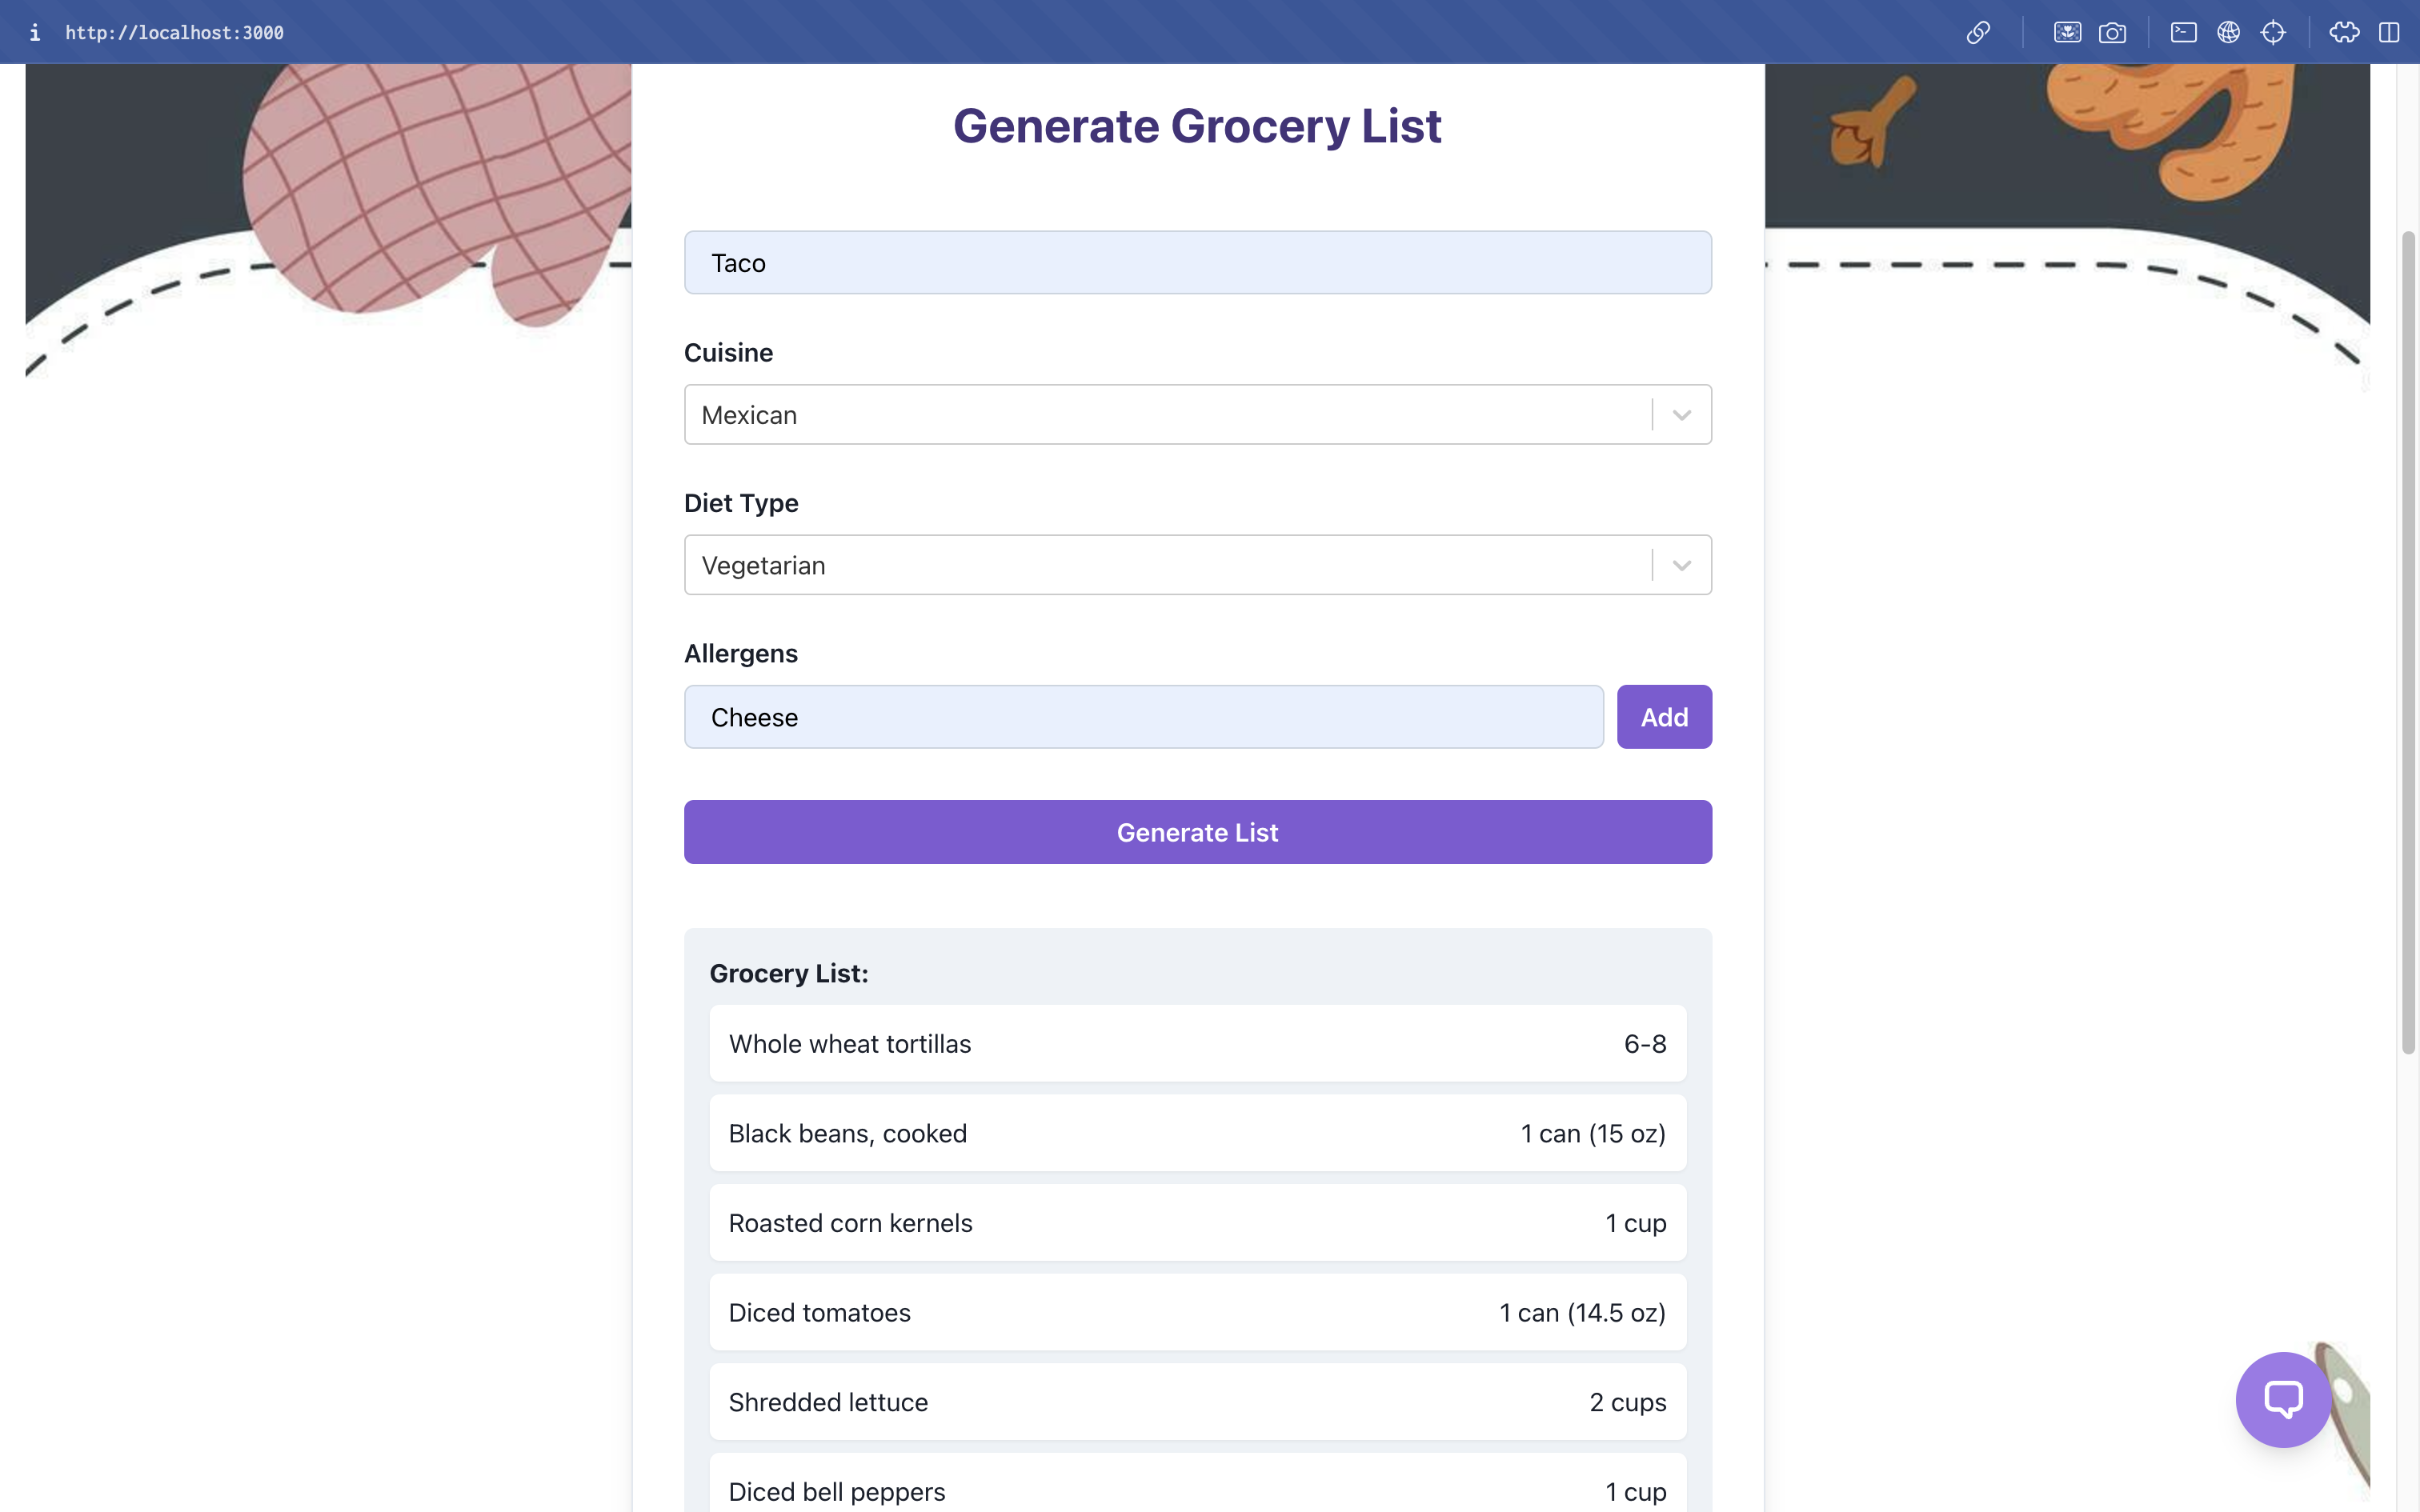 i http://localhost:3000
Generate Grocery List
Taco
Cuisine
Mexican
Diet Type
Vegetarian
Allergens
Cheese Add
Generate List
Grocery List:
Whole wheat tortillas 6-8
Black beans, cooked 1 can (15 oz)
Roasted corn kernels 1 cup
Diced tomatoes 1 can (14.5 oz)
Shredded lettuce 2 cups
Diced bell peppers 1 cup